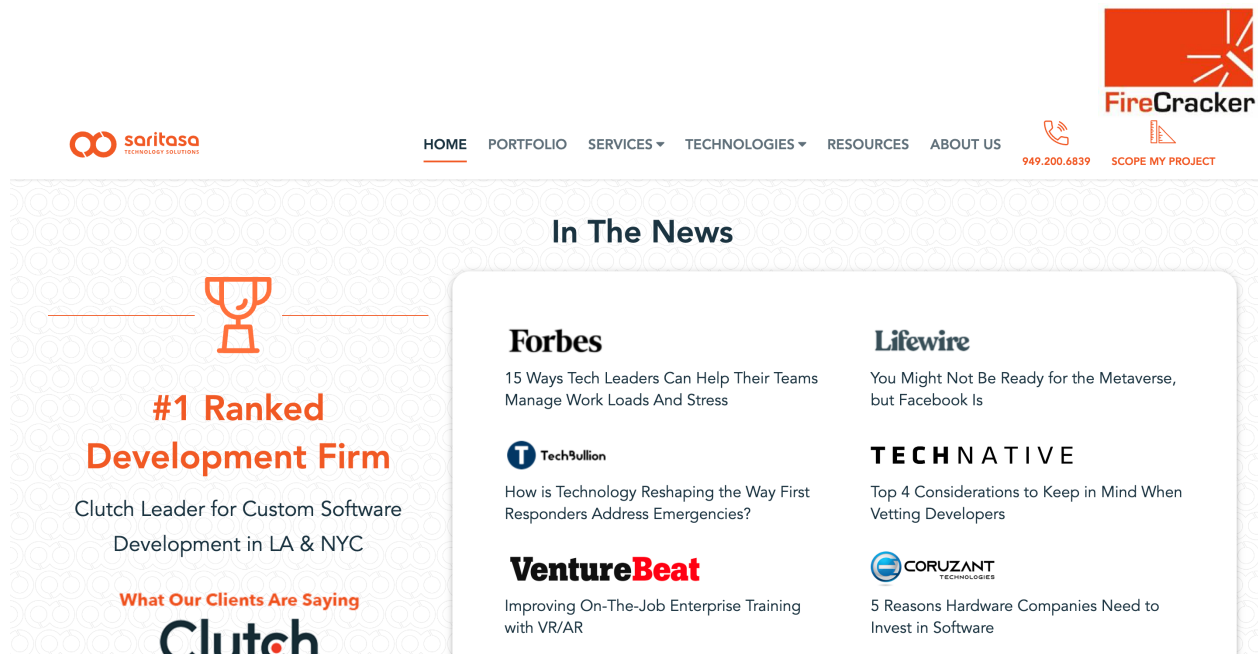 FireCracker
saritasa
TECHNOLOGY SOLUTIONS
HOME
PORTFOLIO
SERVICES
TECHNOLOGIES
RESOURCES
ABOUT US
949.200.6839
SCOPE MY PROJECT
In The News
#1 Ranked
Development Firm
Clutch Leader for Custom Software
Development in LA & NYC
What Our Clients Are Saying
Clutch
Forbes
15 Ways Tech Leaders Can Help Their Teams
Manage Work Loads And Stress
Lifewire
You Might Not Be Ready for the Metaverse,
but Facebook Is
T TechBullion
How is Technology Reshaping the Way First
Responders Address Emergencies?
TECHNATIVE
Top 4 Considerations to Keep in Mind When
Vetting Developers
VentureBeat
Improving On-The-Job Enterprise Training
with VR/AR
CORUZANT
TECHNOLOGIES
5 Reasons Hardware Companies Need to
Invest in Software